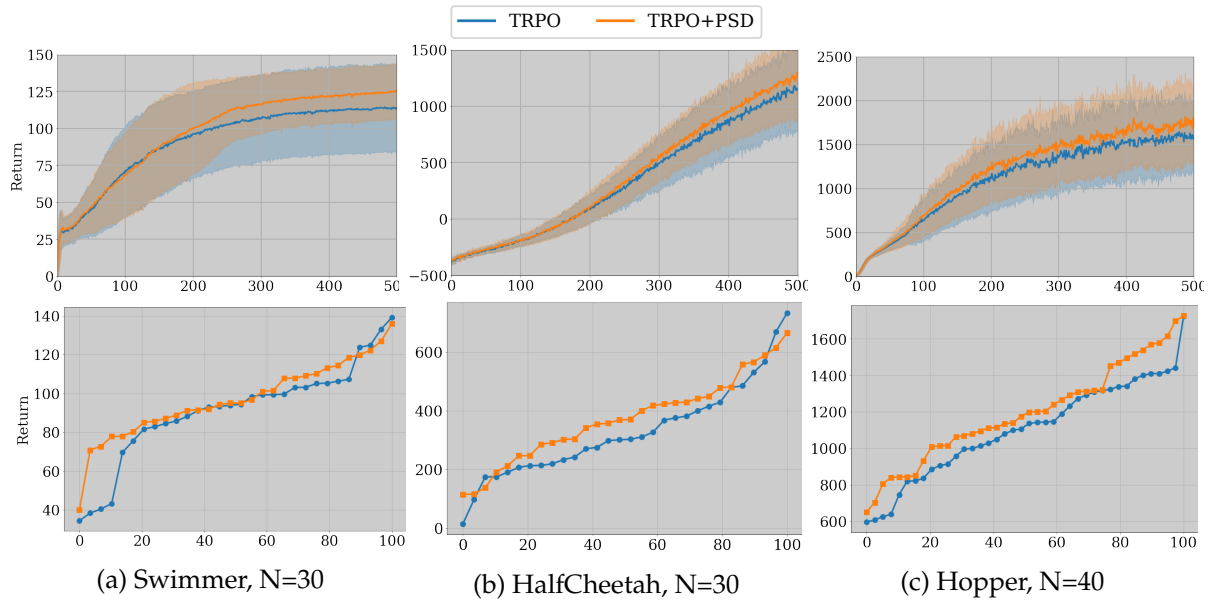 TRPO TRPO+PSD
150
125
100
75
50
25
0
Return
0 100 200 300 400 500
1500
1000
500
0
−500
0 100 200 300 400 500
2500
2000
1500
1000
500
0
0 100 200 300 400 500
140
120
100
80
60
40
Return
0 20 40 60 80 100
600
400
200
0
0 20 40 60 80 100
1600
1400
1200
1000
800
600
0 20 40 60 80 100
(a) Swimmer, N=30
(b) HalfCheetah, N=30
(c) Hopper, N=40